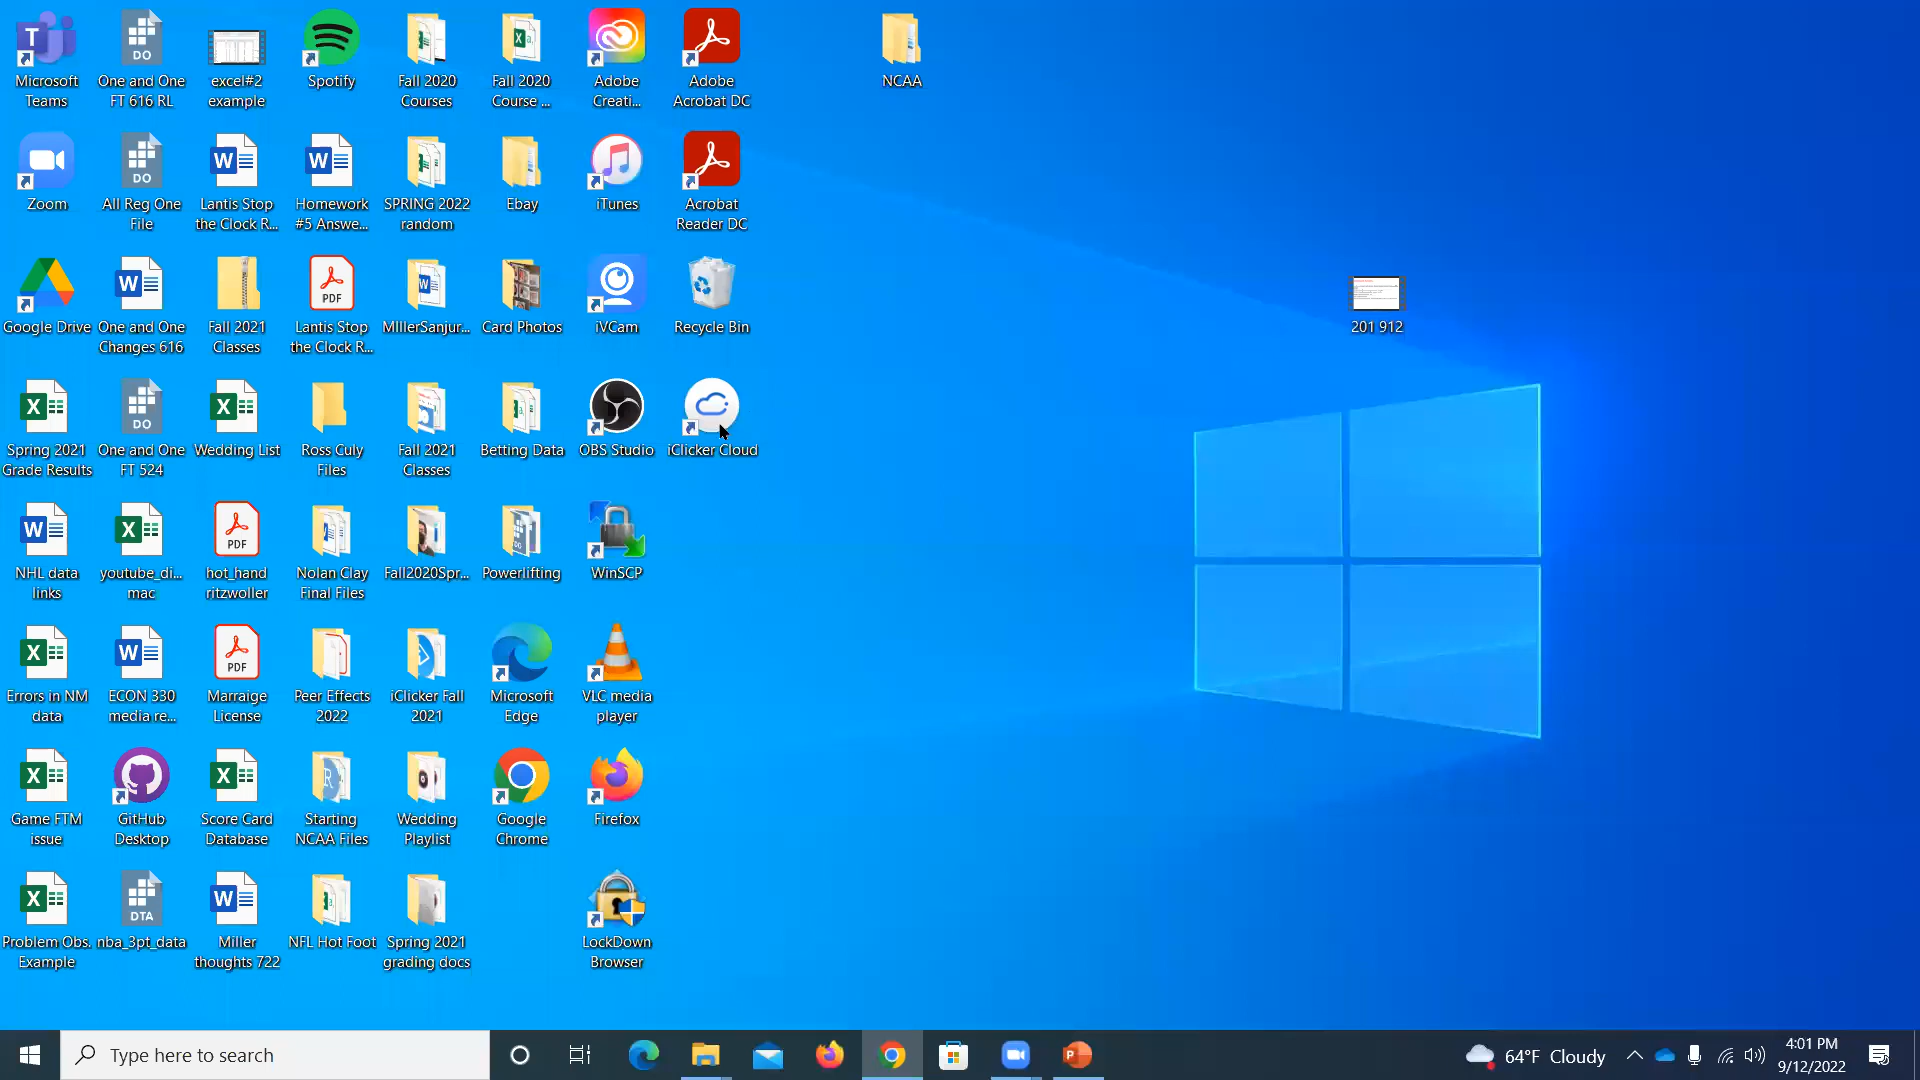 Microsoft
Teams
One and One
FT 616 RL
excel#2
example
Spotify
Fall 2020
Courses
Fall 2020
Course ...
Adobe
Creati...
Adobe
Acrobat DC
NCAA
Zoom
All Reg One
File
Lantis Stop
the Clock R...
Homework
#5 Answe...
SPRING 2022
random
Ebay
iTunes
Acrobat
Reader DC
Google Drive
One and One
Changes 616
Fall 2021
Classes
Lantis Stop
the Clock R...
MIllerSanjur...
Card Photos
iVCam
Recycle Bin
201 912
Spring 2021
Grade Results
One and One
FT 524
Wedding List
Ross Culy
Files
Fall 2021
Classes
Betting Data
OBS Studio
iClicker Cloud
NHL data
links
youtube_di...
mac
hot_hand
ritzwoller
Nolan Clay
Final Files
Fall2020Spr...
Powerlifting
WinSCP
Errors in NM
data
ECON 330
media re...
Marraige
License
Peer Effects
2022
iClicker Fall
2021
Microsoft
Edge
VLC media
player
Game FTM
issue
GitHub
Desktop
Score Card
Database
Starting
NCAA Files
Wedding
Playlist
Google
Chrome
Firefox
Problem Obs.
Example
nba_3pt_data
Miller
thoughts 722
NFL Hot Foot
Spring 2021
grading docs
LockDown
Browser
DO
DO
PDF
DO
PDF
PDF
DTA
Type here to search
64°F Cloudy
4:01 PM
9/12/2022